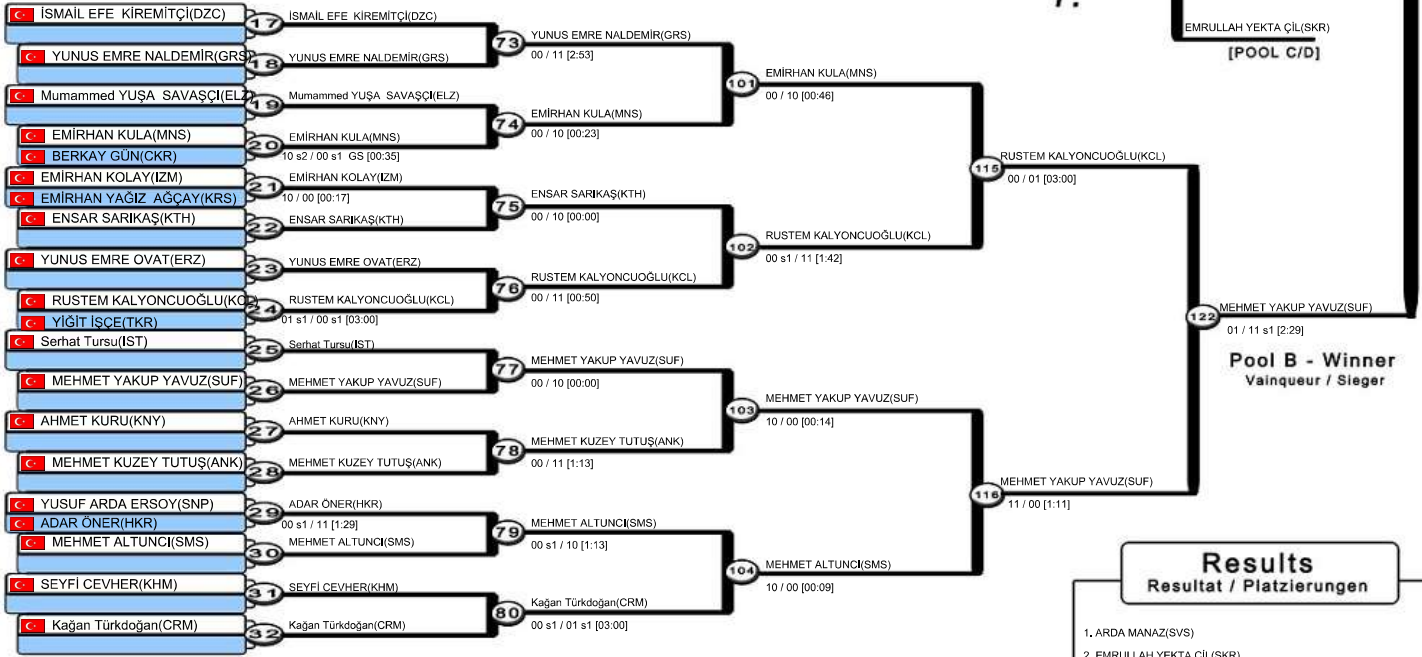 İSMAİL EFE KİREMİTÇİ(DZC)
YUNUS EMRE NALDEMİR(GRS)
Mumammed YUŞA SAVAŞÇI(ELZ)
EMİRHAN KULA(MNS)
BERKAY GÜN(CKR)
EMİRHAN KOLAY(IZM)
EMİRHAN YAĞIZ AĞÇAY(KRS)
ENSAR SARIKAŞ(KTH)
YUNUS EMRE OVAT(ERZ)
RUSTEM KALYONCUOĞLU(KCL)
YİĞİT İŞÇE(TKR)
Serhat Tursu(IST)
MEHMET YAKUP YAVUZ(SUF)
AHMET KURU(KNY)
MEHMET KUZEY TUTUŞ(ANK)
YUSUF ARDA ERSOY(SNP)
ADAR ÖNER(HKR)
MEHMET ALTUNCI(SMS)
SEYFİ CEVHER(KHM)
Kağan Türkdoğan(CRM)
17
İSMAİL EFE KİREMİTÇİ(DZC)
18
YUNUS EMRE NALDEMİR(GRS)
19
Mumammed YUŞA SAVAŞÇI(ELZ)
20
EMİRHAN KULA(MNS)
10 s2 / 00 s1 GS [00:35]
21
EMİRHAN KOLAY(IZM)
10 / 00 [00:17]
22
ENSAR SARIKAŞ(KTH)
23
YUNUS EMRE OVAT(ERZ)
24
RUSTEM KALYONCUOĞLU(KCL)
01 s1 / 00 s1 [03:00]
25
Serhat Tursu(IST)
26
MEHMET YAKUP YAVUZ(SUF)
27
AHMET KURU(KNY)
28
MEHMET KUZEY TUTUŞ(ANK)
29
ADAR ÖNER(HKR)
00 s1 / 11 [1:29]
30
MEHMET ALTUNCI(SMS)
31
SEYFİ CEVHER(KHM)
32
Kağan Türkdoğan(CRM)
73
YUNUS EMRE NALDEMİR(GRS)
00 / 11 [2:53]
74
EMİRHAN KULA(MNS)
00 / 10 [00:23]
75
ENSAR SARIKAŞ(KTH)
00 / 10 [00:00]
76
RUSTEM KALYONCUOĞLU(KCL)
00 / 11 [00:50]
77
MEHMET YAKUP YAVUZ(SUF)
00 / 10 [00:00]
78
MEHMET KUZEY TUTUŞ(ANK)
00 / 11 [1:13]
79
MEHMET ALTUNCI(SMS)
00 s1 / 10 [1:13]
80
Kağan Türkdoğan(CRM)
00 s1 / 01 s1 [03:00]
101
EMİRHAN KULA(MNS)
00 / 10 [00:46]
102
RUSTEM KALYONCUOĞLU(KCL)
00 s1 / 11 [1:42]
103
MEHMET YAKUP YAVUZ(SUF)
10 / 00 [00:14]
104
MEHMET ALTUNCI(SMS)
10 / 00 [00:09]
115
RUSTEM KALYONCUOĞLU(KCL)
00 / 01 [03:00]
116
MEHMET YAKUP YAVUZ(SUF)
11 / 00 [1:11]
122
MEHMET YAKUP YAVUZ(SUF)
01 / 11 s1 [2:29]
Pool B - Winner
Vainqueur / Sieger
EMRULLAH YEKTA ÇİL(SKR)
[POOL C/D]
Results
Resultat / Platzierungen
1. ARDA MANAZ(SVS)
2. EMRULLAH YEKTA ÇİL(SKR)